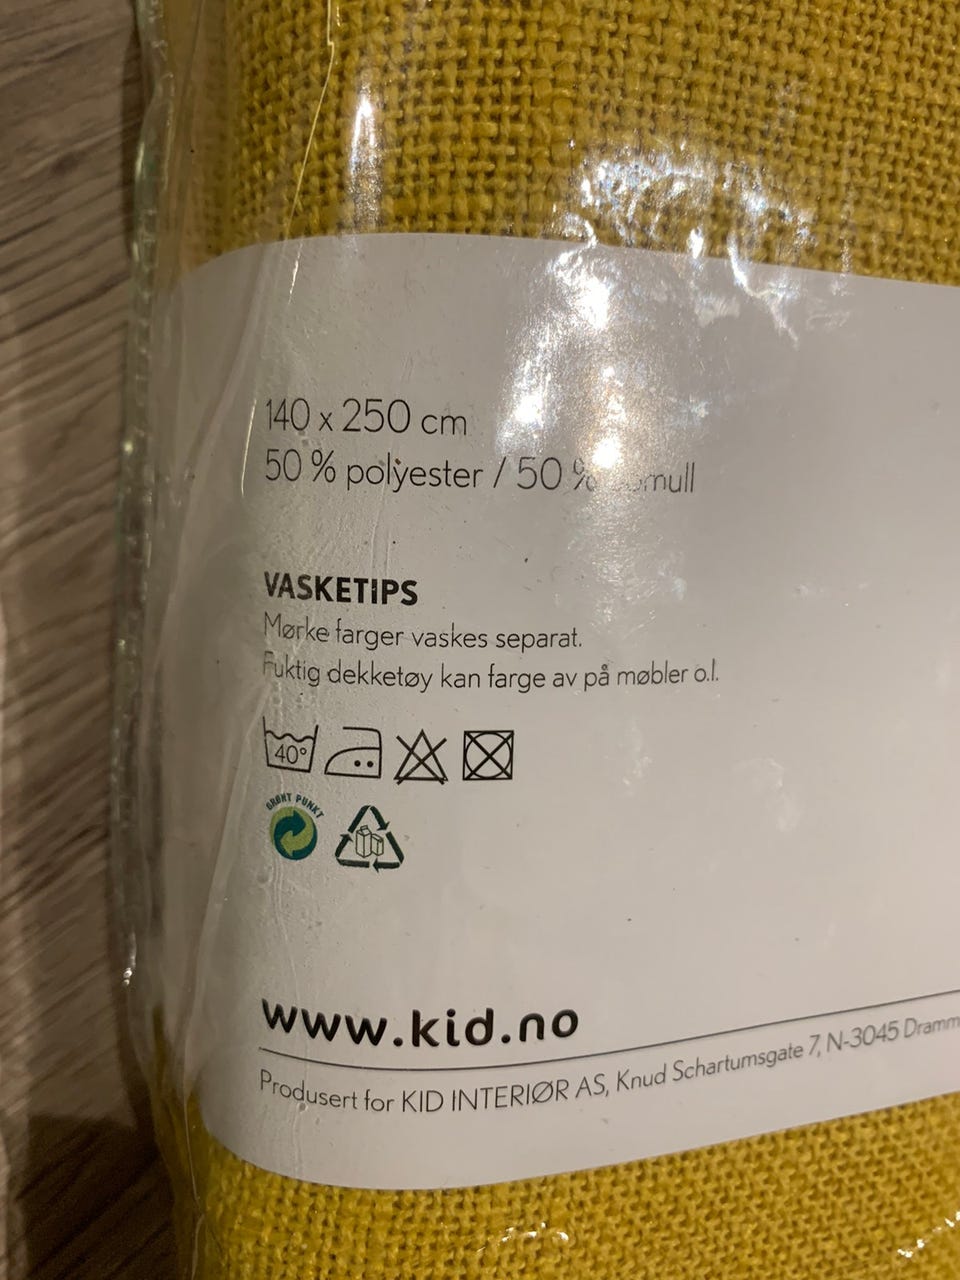 140 x 250 cm
50 % polyester / 50 %
VASKETIPS
Mørke farger vaskes separat.
Fuktig dekketøy kan farge av på møbler o.l.
40°
GRØNT PUNKT
www.kid.no
Produsert for KID INTERIØR AS, Knud Schartumsgate 7, N-3045